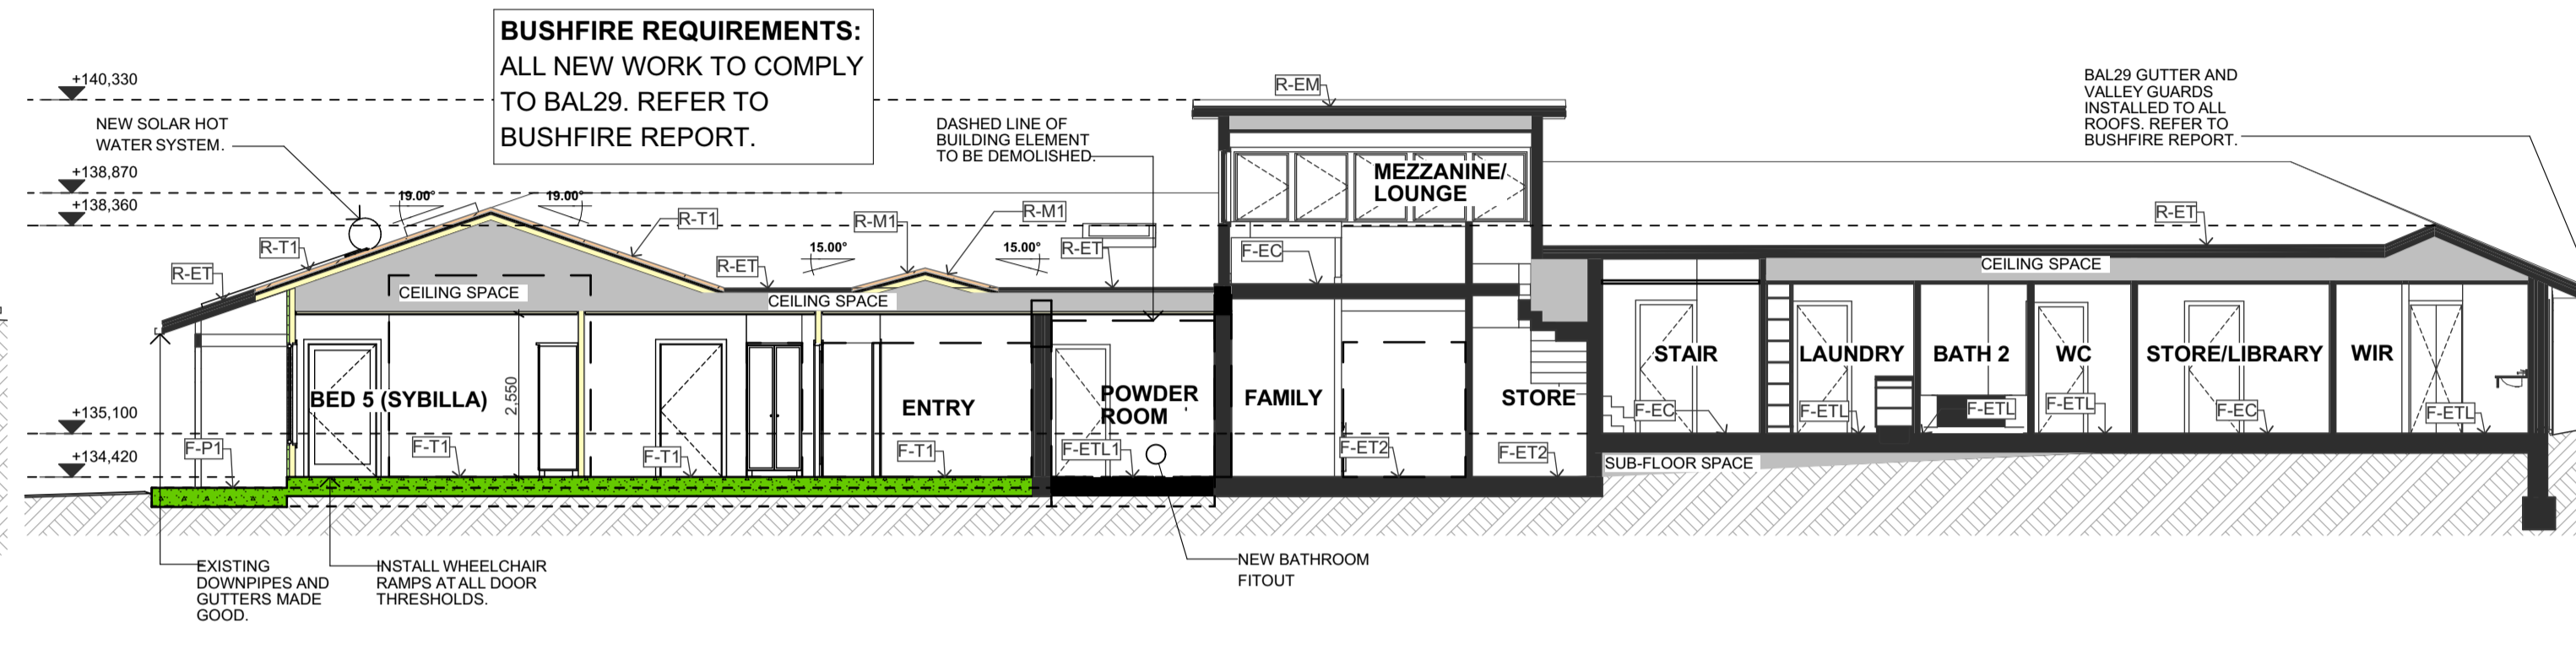 BUSHFIRE REQUIREMENTS:
ALL NEW WORK TO COMPLY
TO BAL29. REFER TO
BUSHFIRE REPORT.
+140,330
NEW SOLAR HOT
WATER SYSTEM.
+138,870
+138,360
19.00°
19.00°
R-T1
R-T1
R-ET
R-ET
R-M1
R-M1
15.00°
15.00°
R-ET
DASHED LINE OF
BUILDING ELEMENT
TO BE DEMOLISHED.
R-EM
MEZZANINE/
LOUNGE
F-EC
BAL29 GUTTER AND
VALLEY GUARDS
INSTALLED TO ALL
ROOFS. REFER TO
BUSHFIRE REPORT.
R-ET
CEILING SPACE
CEILING SPACE
CEILING SPACE
BED 5 (SYBILLA)
2,550
ENTRY
POWDER
ROOM
FAMILY
STORE
STAIR
LAUNDRY
BATH 2
WC
STORE/LIBRARY
WIR
+135,100
+134,420
F-P1
F-T1
F-T1
F-T1
F-ETL1
F-ET2
F-ET2
F-EC
F-ETL
F-ETL
F-ETL
F-EC
F-ETL
SUB-FLOOR SPACE
EXISTING
DOWNPIPES AND
GUTTERS MADE
GOOD.
INSTALL WHEELCHAIR
RAMPS AT ALL DOOR
THRESHOLDS.
NEW BATHROOM
FITOUT